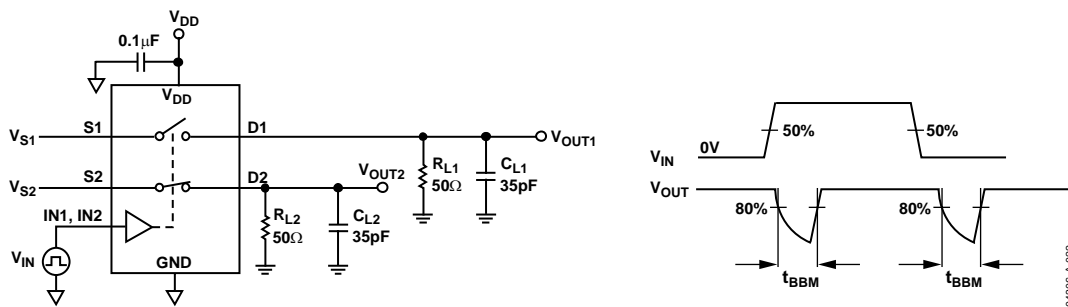 VDD
0.1μF
VDD
VS1
S1
D1
VOUT1
VS2
S2
D2
VOUT2
RL1
50Ω
CL1
35pF
RL2
50Ω
CL2
35pF
IN1, IN2
VIN
GND
50%
50%
VIN
0V
VOUT
80%
80%
tBBM
tBBM